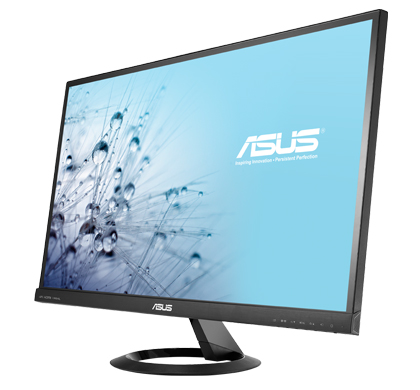 ASUS
Inspiring Innovation • Persistent Perfection
ASUS